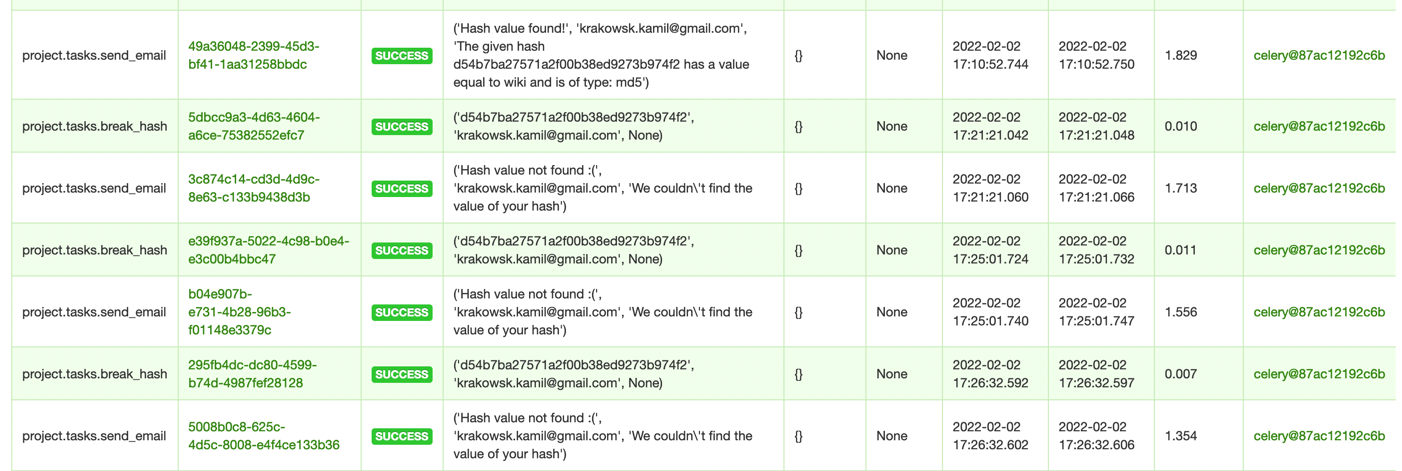 project.tasks.send_email
49a36048-2399-45d3-
bf41-1aa31258bbdc
SUCCESS
('Hash value found!', 'krakowsk.kamil@gmail.com',
'The given hash
d54b7ba27571a2f00b38ed9273b974f2 has a value
equal to wiki and is of type: md5')
{}
None
2022-02-02
17:10:52.744
2022-02-02
17:10:52.750
1.829
celery@87ac12192c6b
project.tasks.break_hash
5dbcc9a3-4d63-4604-
a6ce-75382552efc7
SUCCESS
('d54b7ba27571a2f00b38ed9273b974f2',
'krakowsk.kamil@gmail.com', None)
{}
None
2022-02-02
17:21:21.042
2022-02-02
17:21:21.048
0.010
celery@87ac12192c6b
project.tasks.send_email
3c874c14-cd3d-4d9c-
8e63-c133b9438d3b
SUCCESS
('Hash value not found :(',
'krakowsk.kamil@gmail.com', 'We couldn\'t find the
value of your hash')
{}
None
2022-02-02
17:21:21.060
2022-02-02
17:21:21.066
1.713
celery@87ac12192c6b
project.tasks.break_hash
e39f937a-5022-4c98-b0e4-
e3c00b4bbc47
SUCCESS
('d54b7ba27571a2f00b38ed9273b974f2',
'krakowsk.kamil@gmail.com', None)
{}
None
2022-02-02
17:25:01.724
2022-02-02
17:25:01.732
0.011
celery@87ac12192c6b
project.tasks.send_email
b04e907b-
e731-4b28-96b3-
f01148e3379c
SUCCESS
('Hash value not found :(',
'krakowsk.kamil@gmail.com', 'We couldn\'t find the
value of your hash')
{}
None
2022-02-02
17:25:01.740
2022-02-02
17:25:01.747
1.556
celery@87ac12192c6b
project.tasks.break_hash
295fb4dc-dc80-4599-
b74d-4987fef28128
SUCCESS
('d54b7ba27571a2f00b38ed9273b974f2',
'krakowsk.kamil@gmail.com', None)
{}
None
2022-02-02
17:26:32.592
2022-02-02
17:26:32.597
0.007
celery@87ac12192c6b
project.tasks.send_email
5008b0c8-625c-
4d5c-8008-e4f4ce133b36
SUCCESS
('Hash value not found :(',
'krakowsk.kamil@gmail.com', 'We couldn\'t find the
value of your hash')
{}
None
2022-02-02
17:26:32.602
2022-02-02
17:26:32.606
1.354
celery@87ac12192c6b